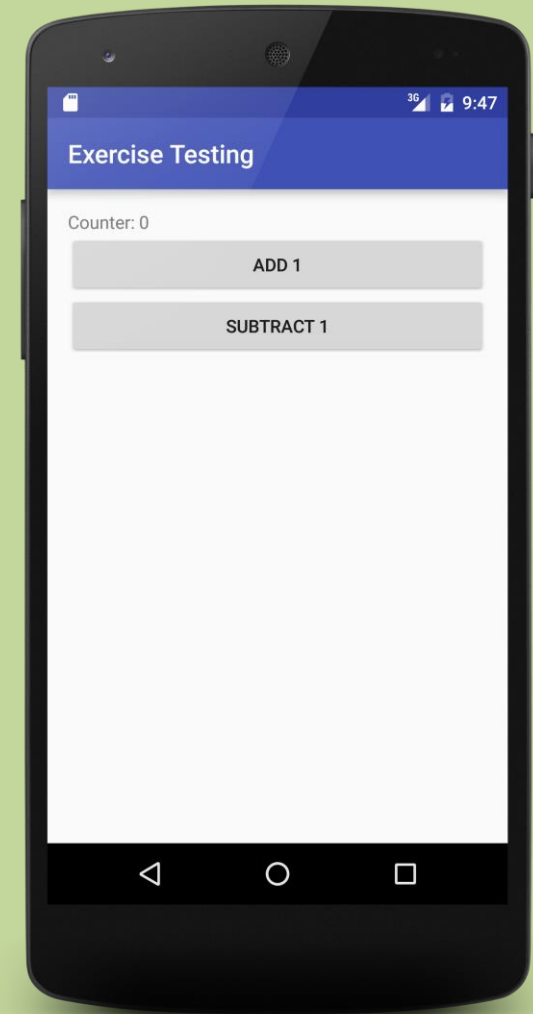 3G 9:47
Exercise Testing
Counter: 0
ADD 1
SUBTRACT 1